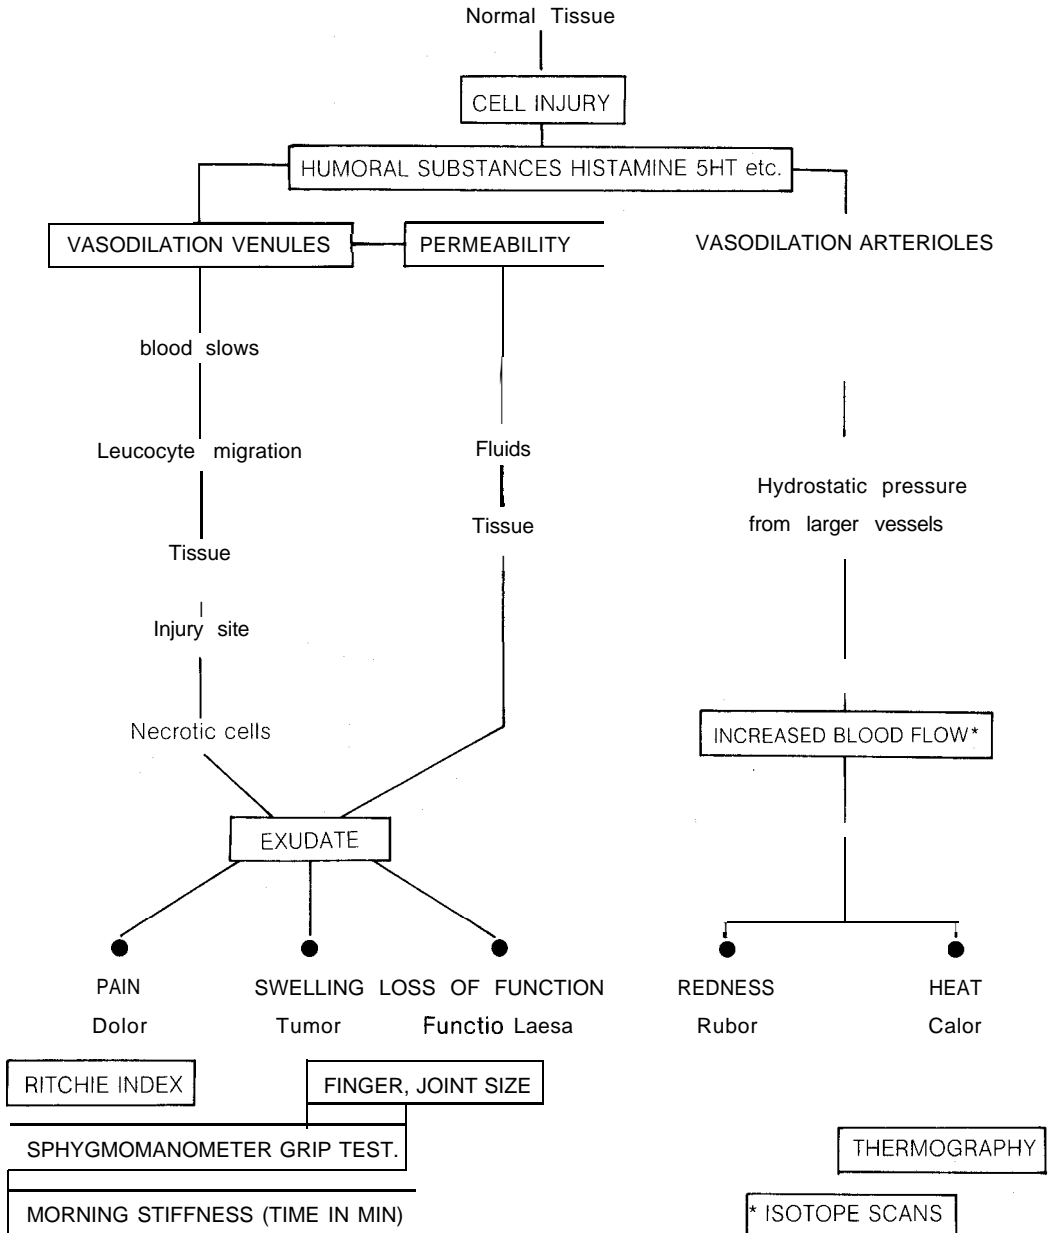 Normal Tissue
CELL INJURY
HUMORAL SUBSTANCES HISTAMINE 5HT etc.
VASODILATION VENULES
PERMEABILITY
VASODILATION ARTERIOLES
blood slows
Leucocyte migration
Fluids
Hydrostatic pressure
from larger vessels
Tissue
Tissue
Injury site
Necrotic cells
INCREASED BLOOD FLOW*
EXUDATE
PAIN
SWELLING
LOSS OF FUNCTION
REDNESS
HEAT
Dolor
Tumor
Functio Laesa
Rubor
Calor
RITCHIE INDEX
FINGER, JOINT SIZE
SPHYGMOMANOMETER GRIP TEST.
THERMOGRAPHY
MORNING STIFFNESS (TIME IN MIN)
* ISOTOPE SCANS